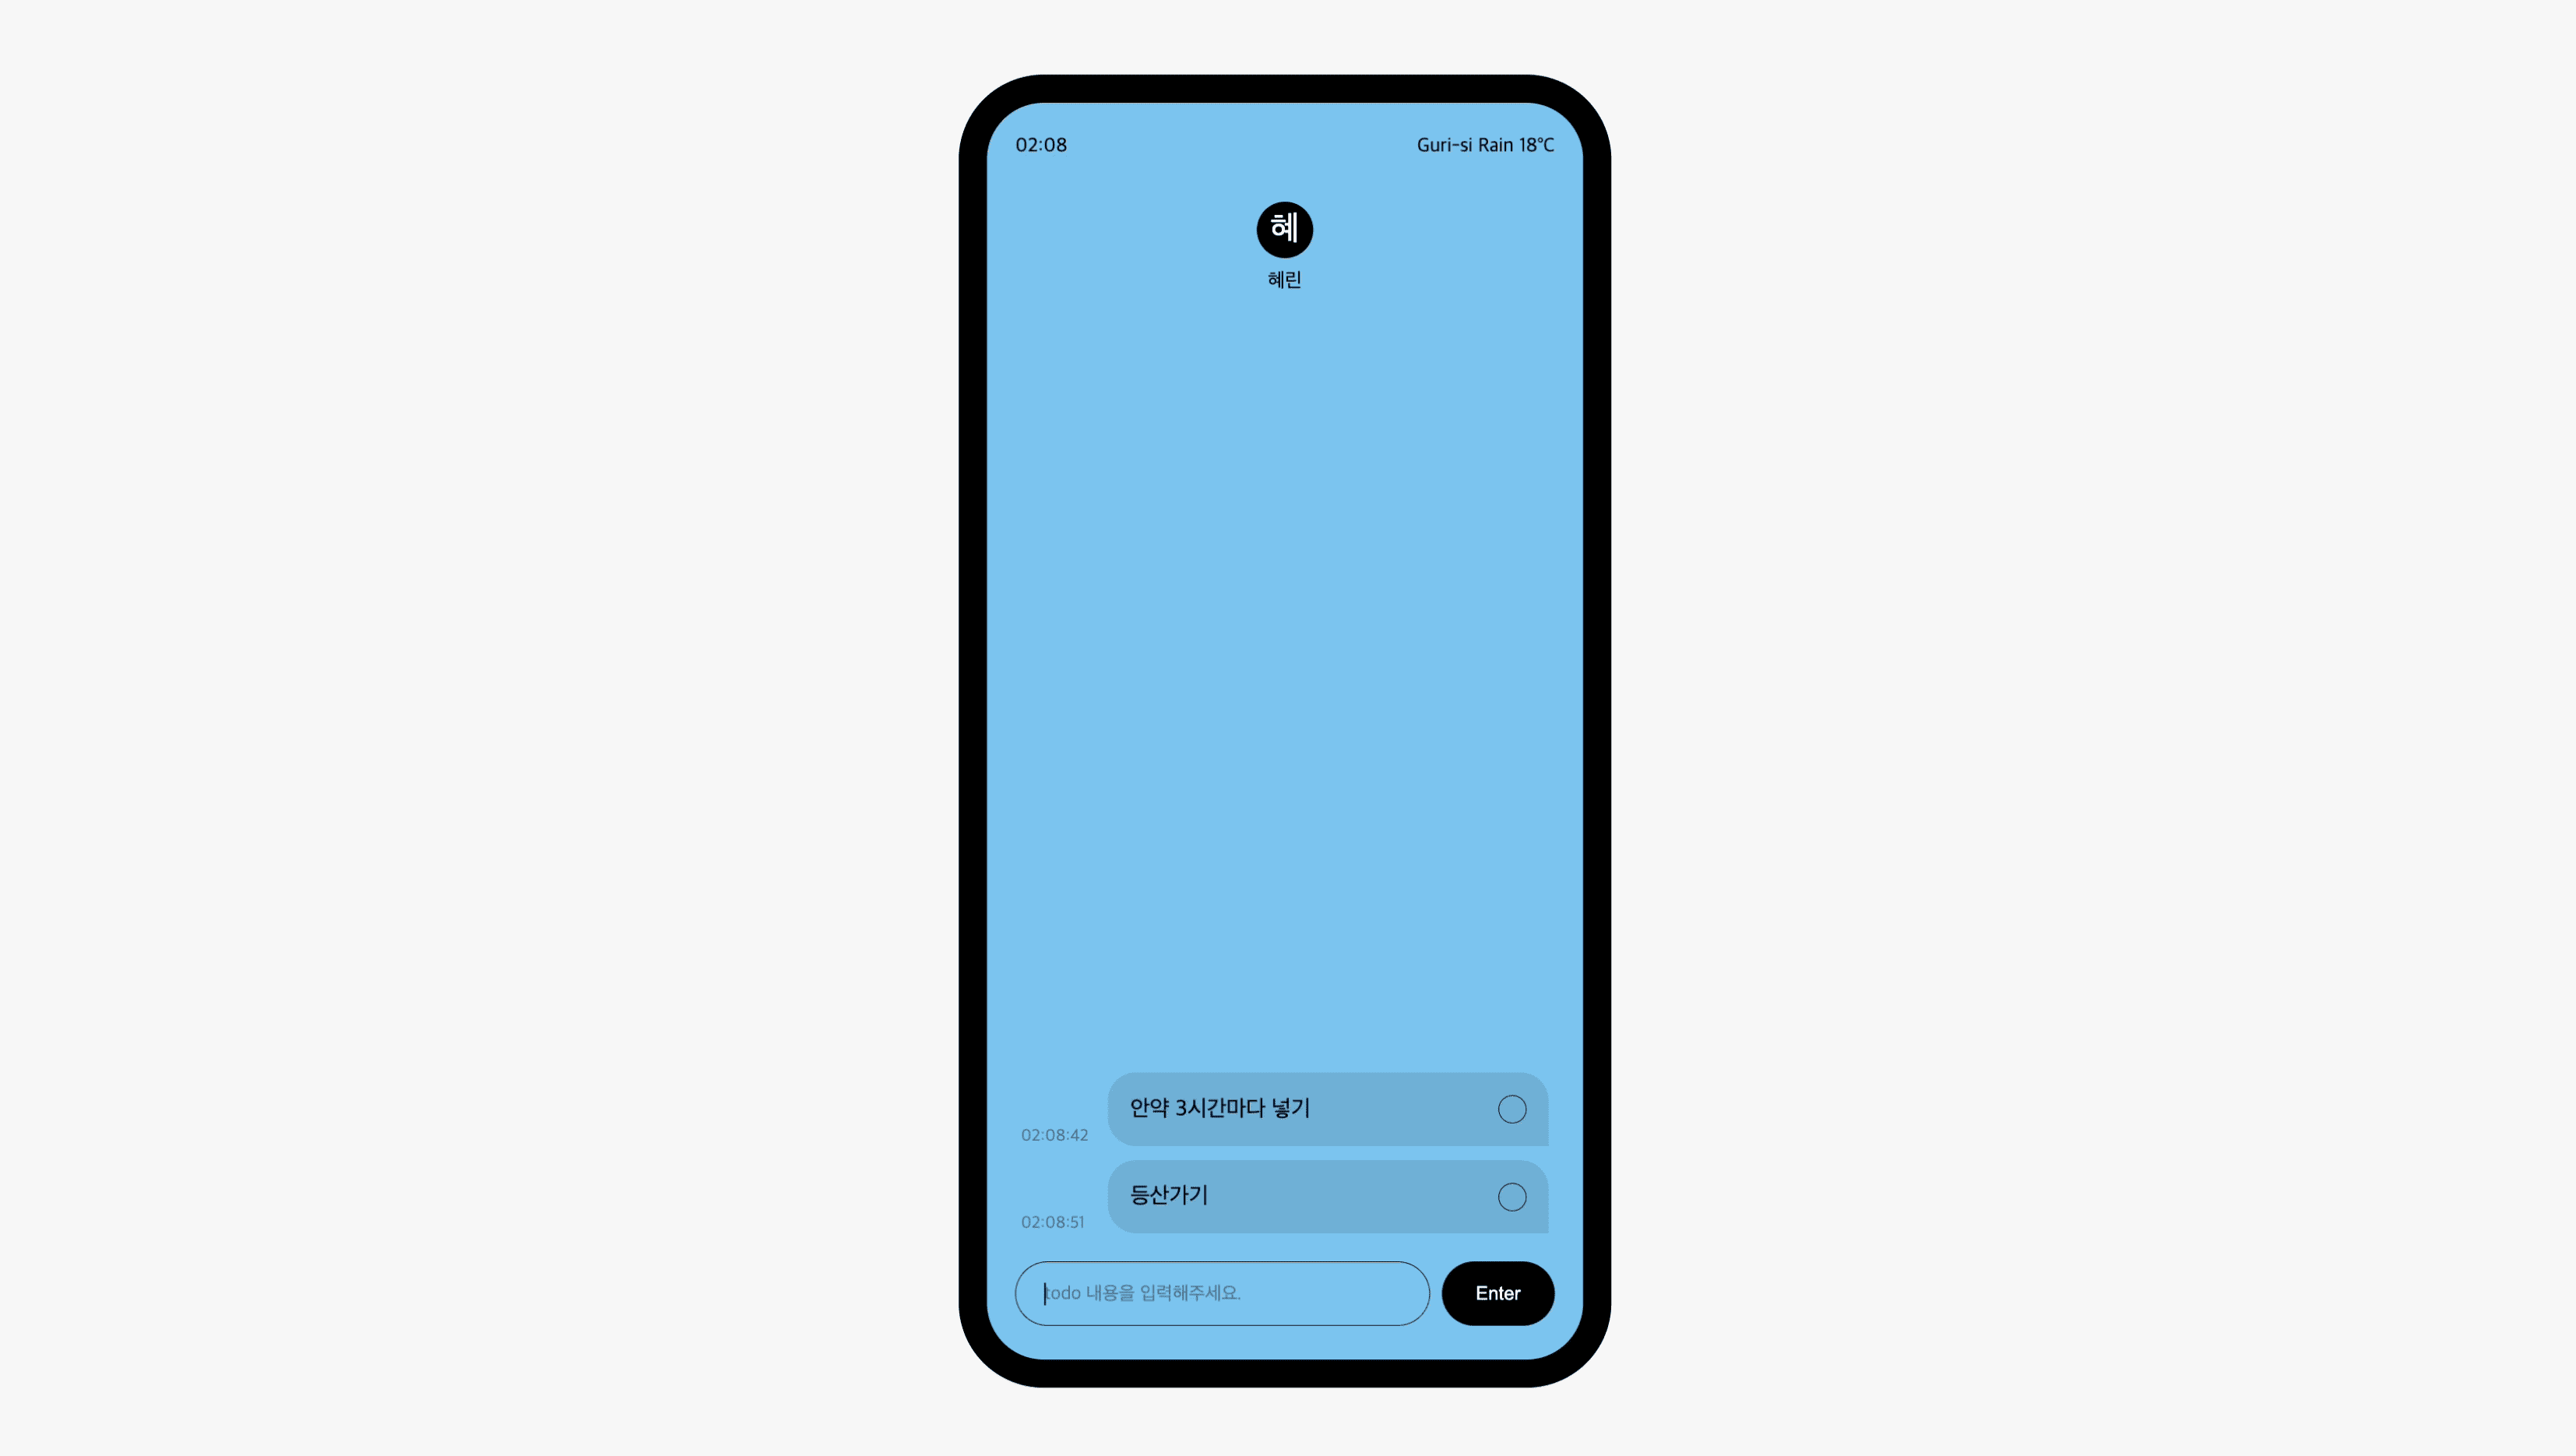 02:08
Guri-si Rain 18°C
혜
혜린
안약 3시간마다 넣기
02:08:42
등산가기
02:08:51
todo 내용을 입력해주세요.
Enter